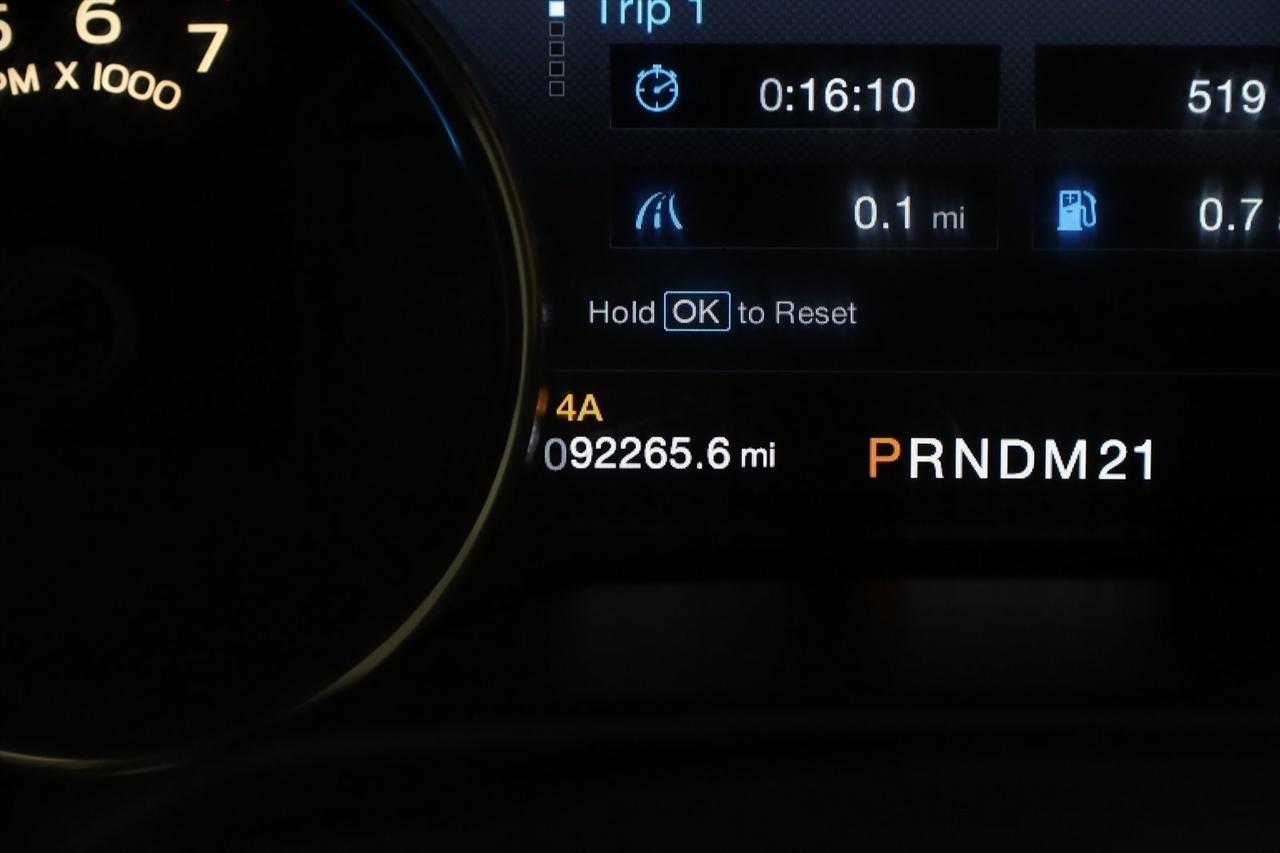 6
7
X 1000
Trip 1
0:16:10
519
0.1 mi
0.7
Hold OK to Reset
4A
092265.6 mi
PRNDM21